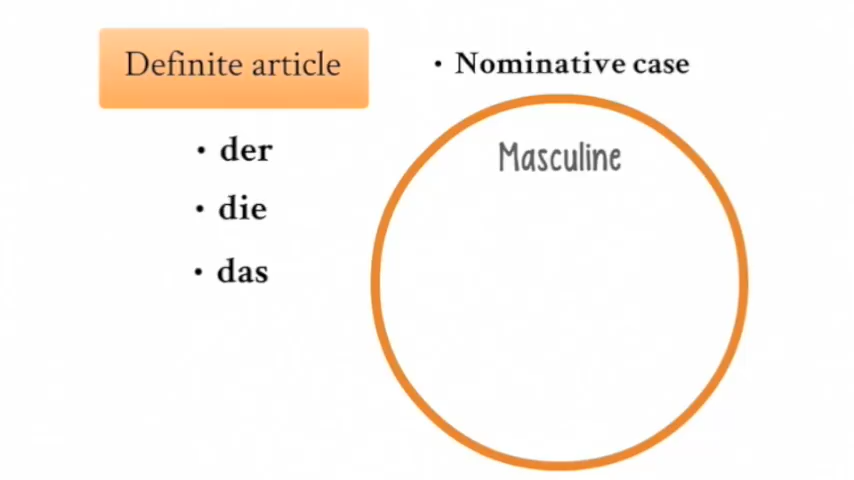 Definite article
• der
• die
• das
• Nominative case
Masculine